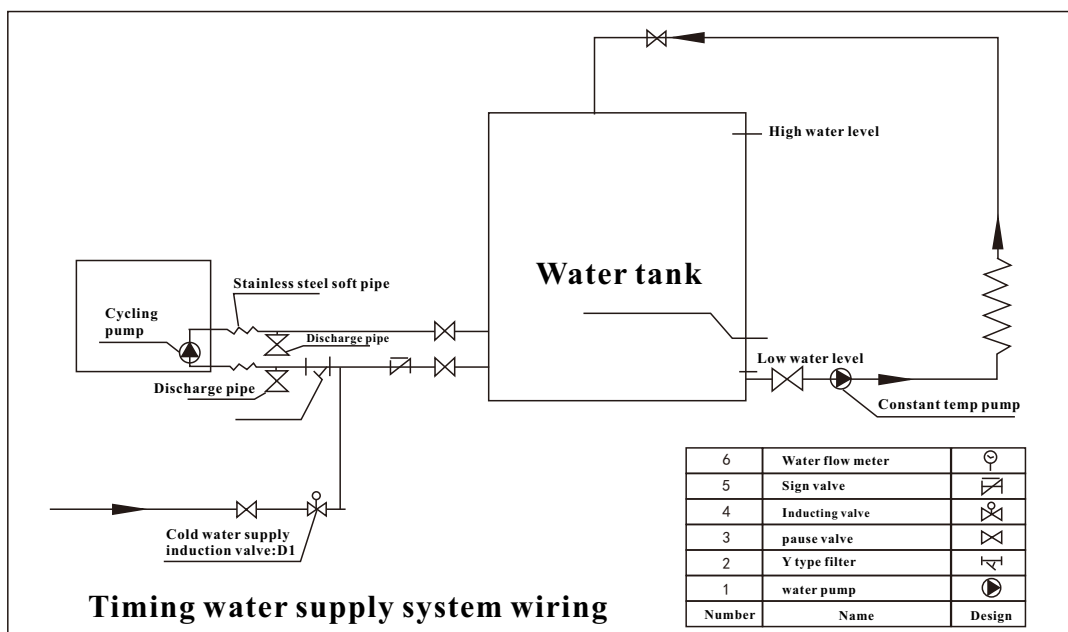 High water level
Water tank
Stainless steel soft pipe
Cycling
pump
Discharge pipe
Low water level
Discharge pipe
Constant temp pump
Cold water supply
induction valve:D1
6 Water flow meter
5 Sign valve
4 Inducting valve
3 pause valve
2 Y type filter
1 water pump
Number Name Design
Timing water supply system wiring